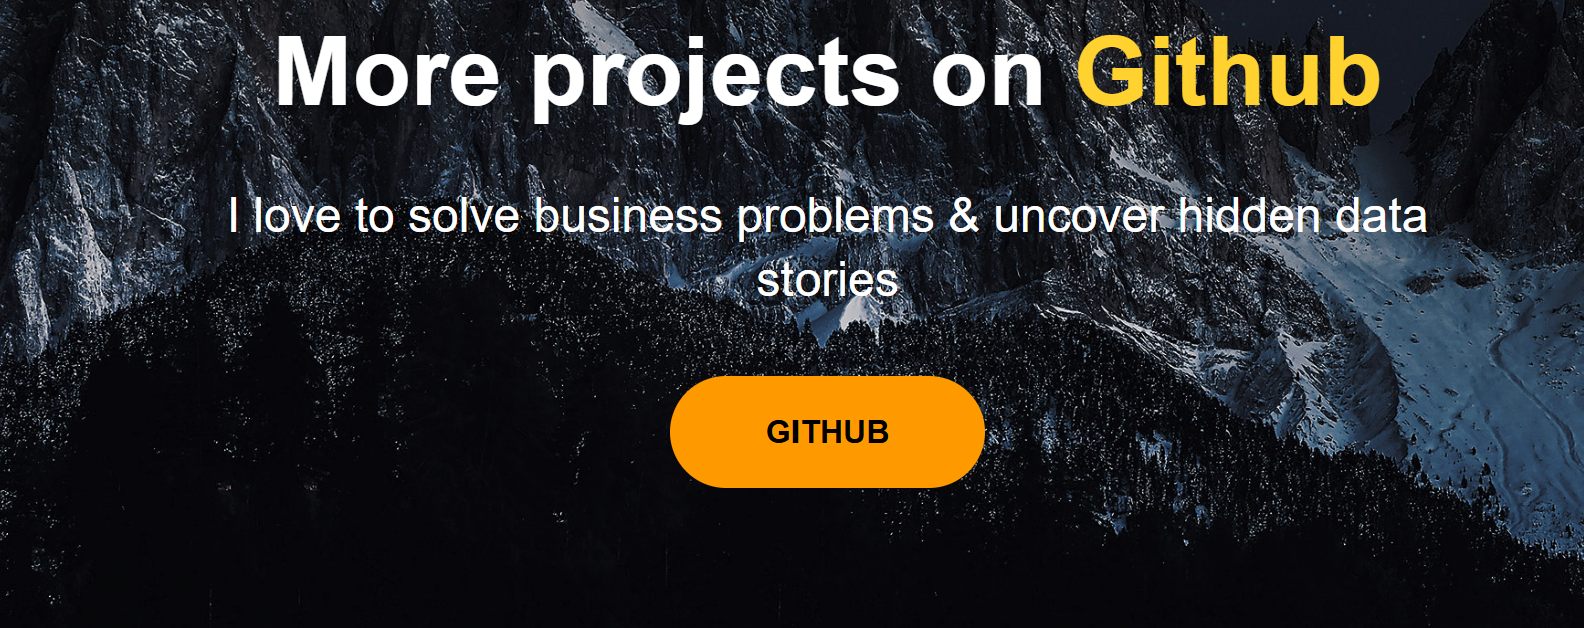 More projects on Github
I love to solve business problems & uncover hidden data
stories
GITHUB